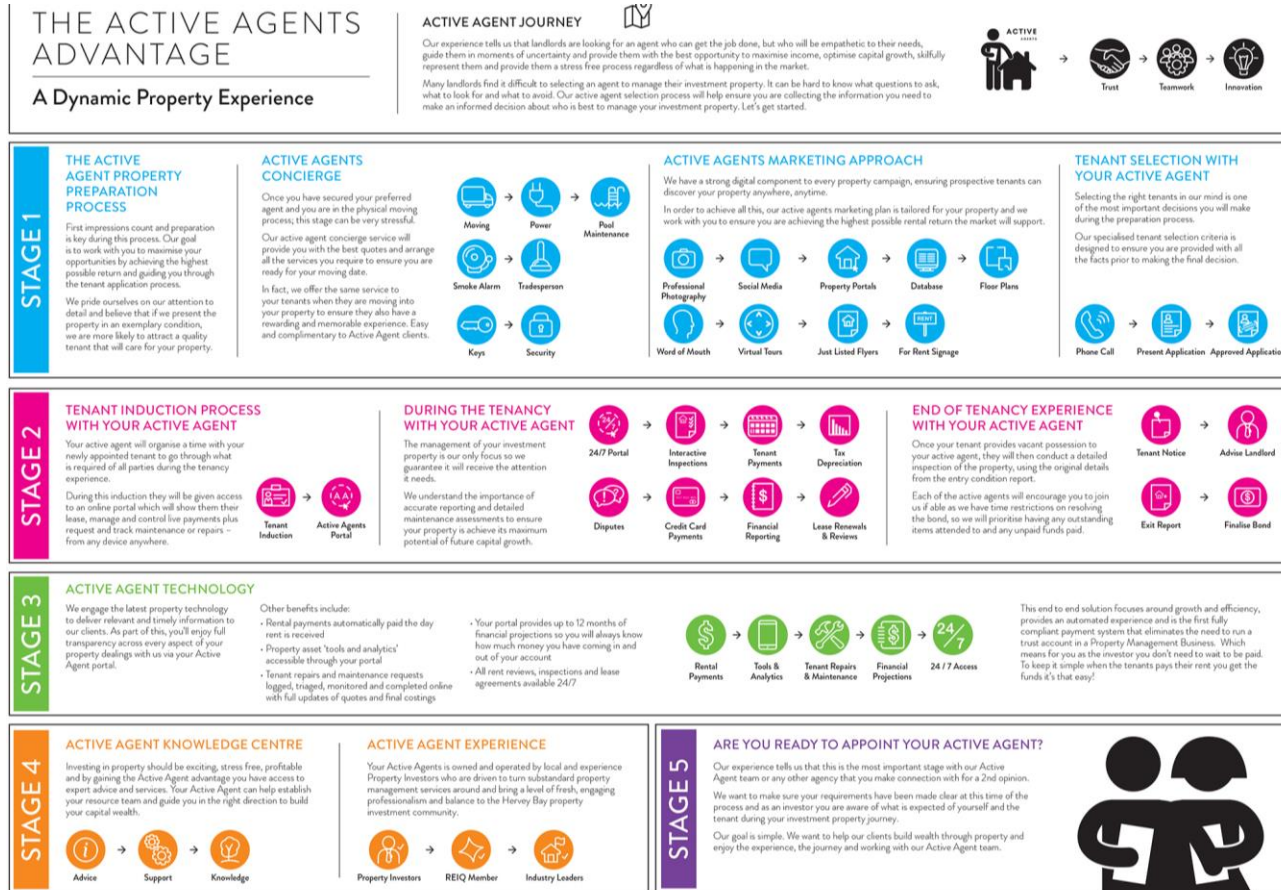 THE ACTIVE AGENTS
ADVANTAGE
A Dynamic Property Experience
ACTIVE AGENT JOURNEY
Our experience tells us that landlords are looking for an agent who can get the job done, but who will be empathetic to their needs,
guide them in moments of uncertainty and provide them with the best opportunity to maximise income, optimise capital growth, skilfully
represent them and provide them a stress free process regardless of what is happening in the market.
Many landlords find it difficult to selecting an agent to manage their investment property. It can be hard to know what questions to ask,
what to look for and what to avoid. Our active agent selection process will help ensure you are collecting the information you need to
make an informed decision about who is best to manage your investment property. Let's get started.
ACTIVE
AGENTS
Trust
Teamwork
Innovation
STAGE 1
THE ACTIVE
AGENT PROPERTY
PREPARATION
PROCESS
First impressions count and preparation
is key during this process. Our goal
is to work with you to maximise your
opportunities by achieving the highest
possible return and guiding you through
the tenant application process.
We pride ourselves on our attention to
detail and believe that if we present the
property in an exemplary condition,
we are more likely to attract a quality
tenant that will care for your property.
ACTIVE AGENTS
CONCIERGE
Once you have secured your preferred
agent and you are in the physical moving
process; this stage can be very stressful.
Our active agent concierge service will
provide you with the best quotes and arrange
all the services you require to ensure you are
ready for your moving date.
In fact, we offer the same service to
your tenants when they are moving into
your property to ensure they also have a
rewarding and memorable experience. Easy
and complimentary to Active Agent clients.
Moving
Power
Pool
Maintenance
Smoke Alarm
Tradesperson
Keys
Security
ACTIVE AGENTS MARKETING APPROACH
We have a strong digital component to every property campaign, ensuring prospective tenants can
discover your property anywhere, anytime.
In order to achieve all this, our active agents marketing plan is tailored for your property and we
work with you to ensure you are achieving the highest possible rental return the market will support.
Professional
Photography
Social Media
Property Portals
Database
Floor Plans
Word of Mouth
Virtual Tours
Just Listed Flyers
RENT
For Rent Signage
TENANT SELECTION WITH
YOUR ACTIVE AGENT
Selecting the right tenants in our mind is one
of the most important decisions you will make
during the preparation process.
Our specialised tenant selection criteria is
designed to ensure you are provided with all
the facts prior to making the final decision.
Phone Call
Present Application
Approved Applicatio
STAGE 2
TENANT INDUCTION PROCESS
WITH YOUR ACTIVE AGENT
Your active agent will organise a time with your
newly appointed tenant to go through what
is required of all parties during the tenancy
experience.
During this induction they will be given access
to an online portal which will show them their
lease, manage and control live payments plus
request and track maintenance or repairs –
from any device anywhere.
Tenant
Induction
AA
Active Agents
Portal
DURING THE TENANCY
WITH YOUR ACTIVE AGENT
The management of your investment
property is our only focus so we
guarantee it will receive the attention
it needs.
We understand the importance of
accurate reporting and detailed
maintenance assessments to ensure
your property is achieve its maximum
potential of future capital growth.
24/7 Portal
Interactive
Inspections
Tenant
Payments
Tax
Depreciation
Disputes
Credit Card
Payments
Financial
Reporting
Lease Renewals
& Reviews
END OF TENANCY EXPERIENCE
WITH YOUR ACTIVE AGENT
Once your tenant provides vacant possession to
your active agent, they will then conduct a detailed
inspection of the property, using the original details
from the entry condition report.
Each of the active agents will encourage you to join
us if able as we have time restrictions on resolving
the bond, so we will prioritise having any outstanding
items attended to and any unpaid funds paid.
Tenant Notice
Advise Landlord
Exit Report
Finalise Bond
STAGE 3
ACTIVE AGENT TECHNOLOGY
We engage the latest property technology
to deliver relevant and timely information to
our clients. As part of this, you'll enjoy full
transparency across every aspect of your
property dealings with us via your Active
Agent portal.
Other benefits include:
• Rental payments automatically paid the day
rent is received
• Property asset 'tools and analytics'
accessible through your portal
• Tenant repairs and maintenance requests
logged, triaged, monitored and completed online
with full updates of quotes and final costings
• Your portal provides up to 12 months of
financial projections so you will always know
how much money you have coming in and
out of your account
• All rent reviews, inspections and lease
agreements available 24/7
Rental
Payments
Tools &
Analytics
Tenant Repairs
& Maintenance
Financial
Projections
24/7
24 / 7 Access
This end to end solution focuses around growth and efficiency,
provides an automated experience and is the first fully
compliant payment system that eliminates the need to run a
trust account in a Property Management Business. Which
means for you as the investor you don't need to wait to be paid.
To keep it simple when the tenants pays their rent you get the
funds it's that easy!
STAGE 4
ACTIVE AGENT KNOWLEDGE CENTRE
Investing in property should be exciting, stress free, profitable
and by gaining the Active Agent advantage you have access to
expert advice and services. Your Active Agent can help establish
your resource team and guide you in the right direction to build
your capital wealth.
Advice
Support
Knowledge
ACTIVE AGENT EXPERIENCE
Your Active Agents is owned and operated by local and experience
Property Investors who are driven to turn substandard property
management services around and bring a level of fresh, engaging
professionalism and balance to the Hervey Bay property
investment community.
Property Investors
REIQ Member
Industry Leaders
STAGE 5
ARE YOU READY TO APPOINT YOUR ACTIVE AGENT?
Our experience tells us that this is the most important stage with our Active
Agent team or any other agency that you make connection with for a 2nd opinion.
We want to make sure your requirements have been made clear at this time of the
process and as an investor you are aware of what is expected of yourself and the
tenant during your investment property journey.
Our goal is simple. We want to help our clients build wealth through property and
enjoy the experience, the journey and working with our Active Agent team.